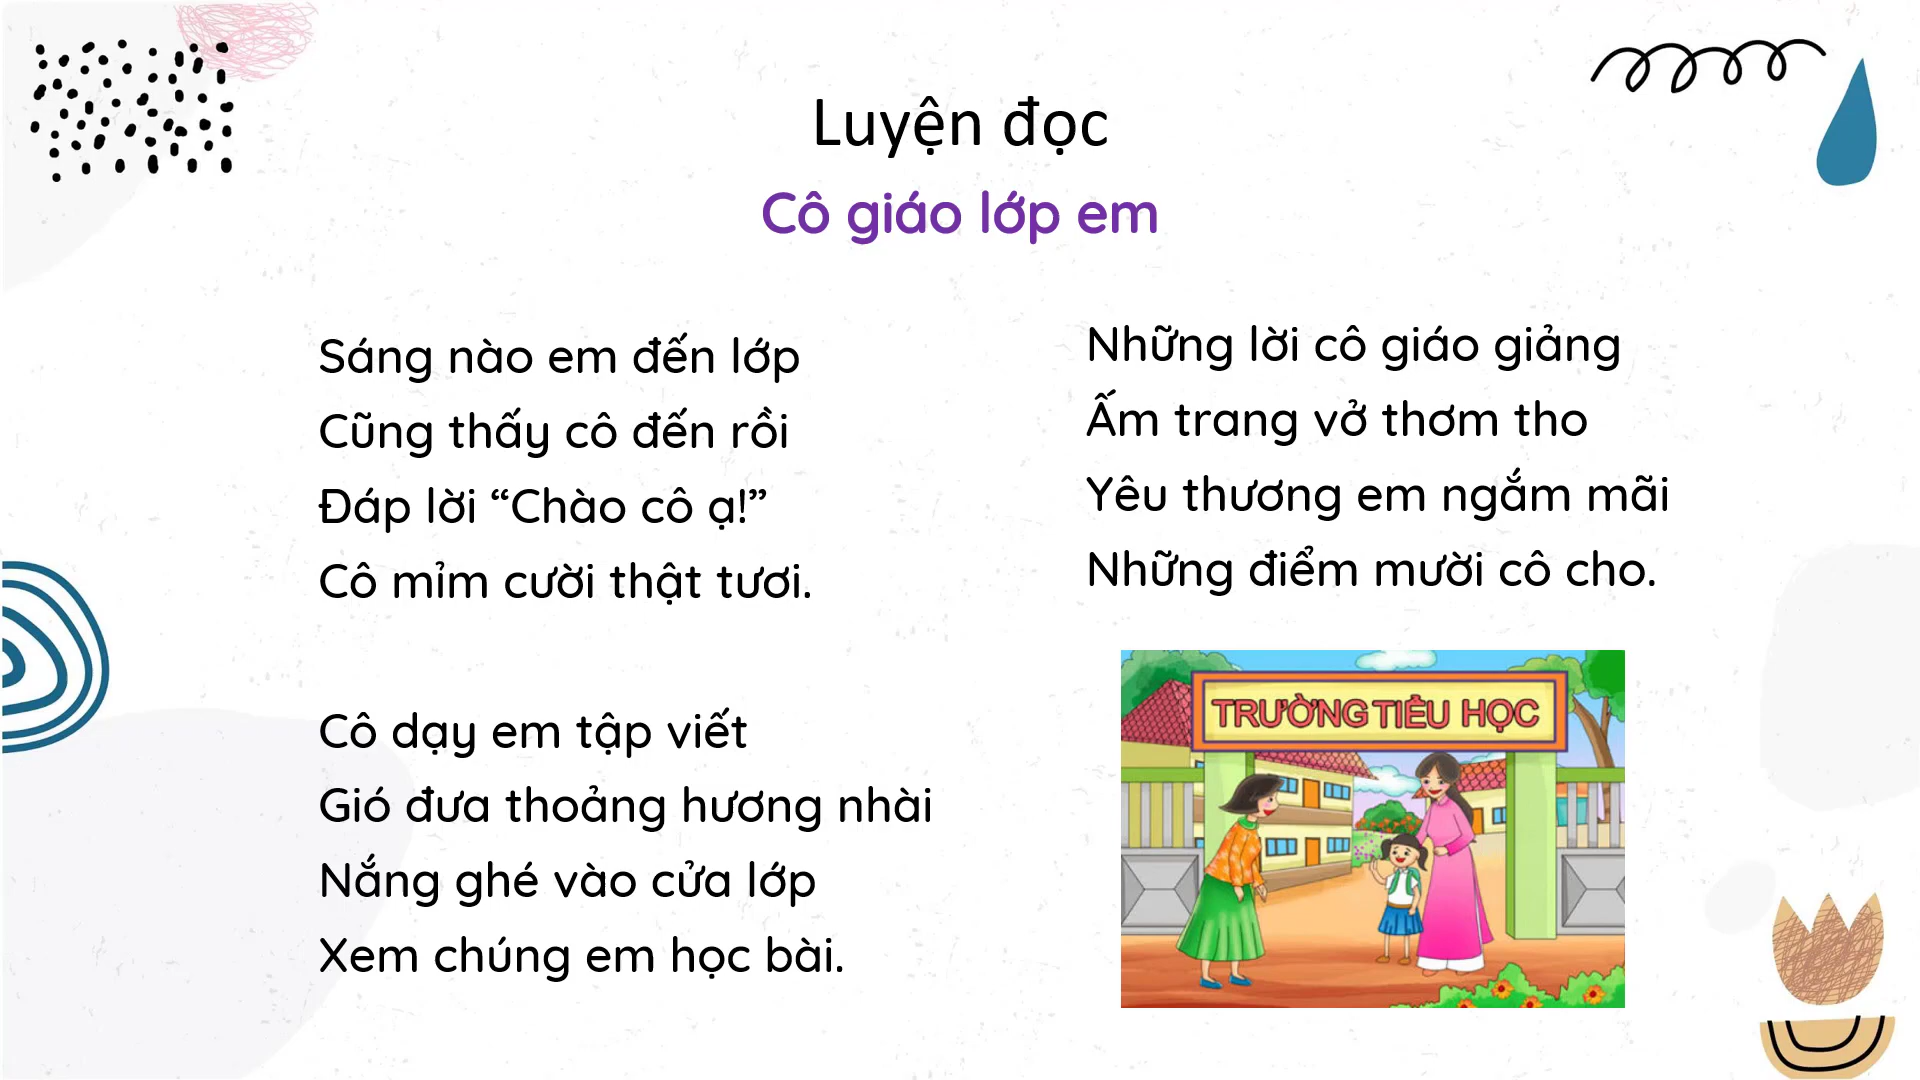 Luyện đọc
Cô giáo lớp em
Sáng nào em đến lớp
Cũng thấy cô đến rồi
Đáp lời “Chào cô ạ!”
Cô mỉm cười thật tươi.
Cô dạy em tập viết
Gió đưa thoảng hương nhài
Nắng ghé vào cửa lớp
Xem chúng em học bài.
Những lời cô giáo giảng
Ấm trang vở thơm tho
Yêu thương em ngắm mãi
Những điểm mười cô cho.
TRƯỜNG TIỂU HỌC